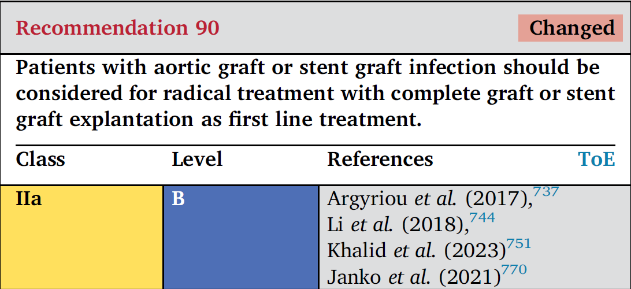 Recommendation 90 Changed
Patients with aortic graft or stent graft infection should be
considered for radical treatment with complete graft or stent
graft explantation as first line treatment.
Class Level References ToE
IIa B Argyriou et al. (2017),737
Li et al. (2018),744
Khalid et al. (2023)751
Janko et al. (2021)770